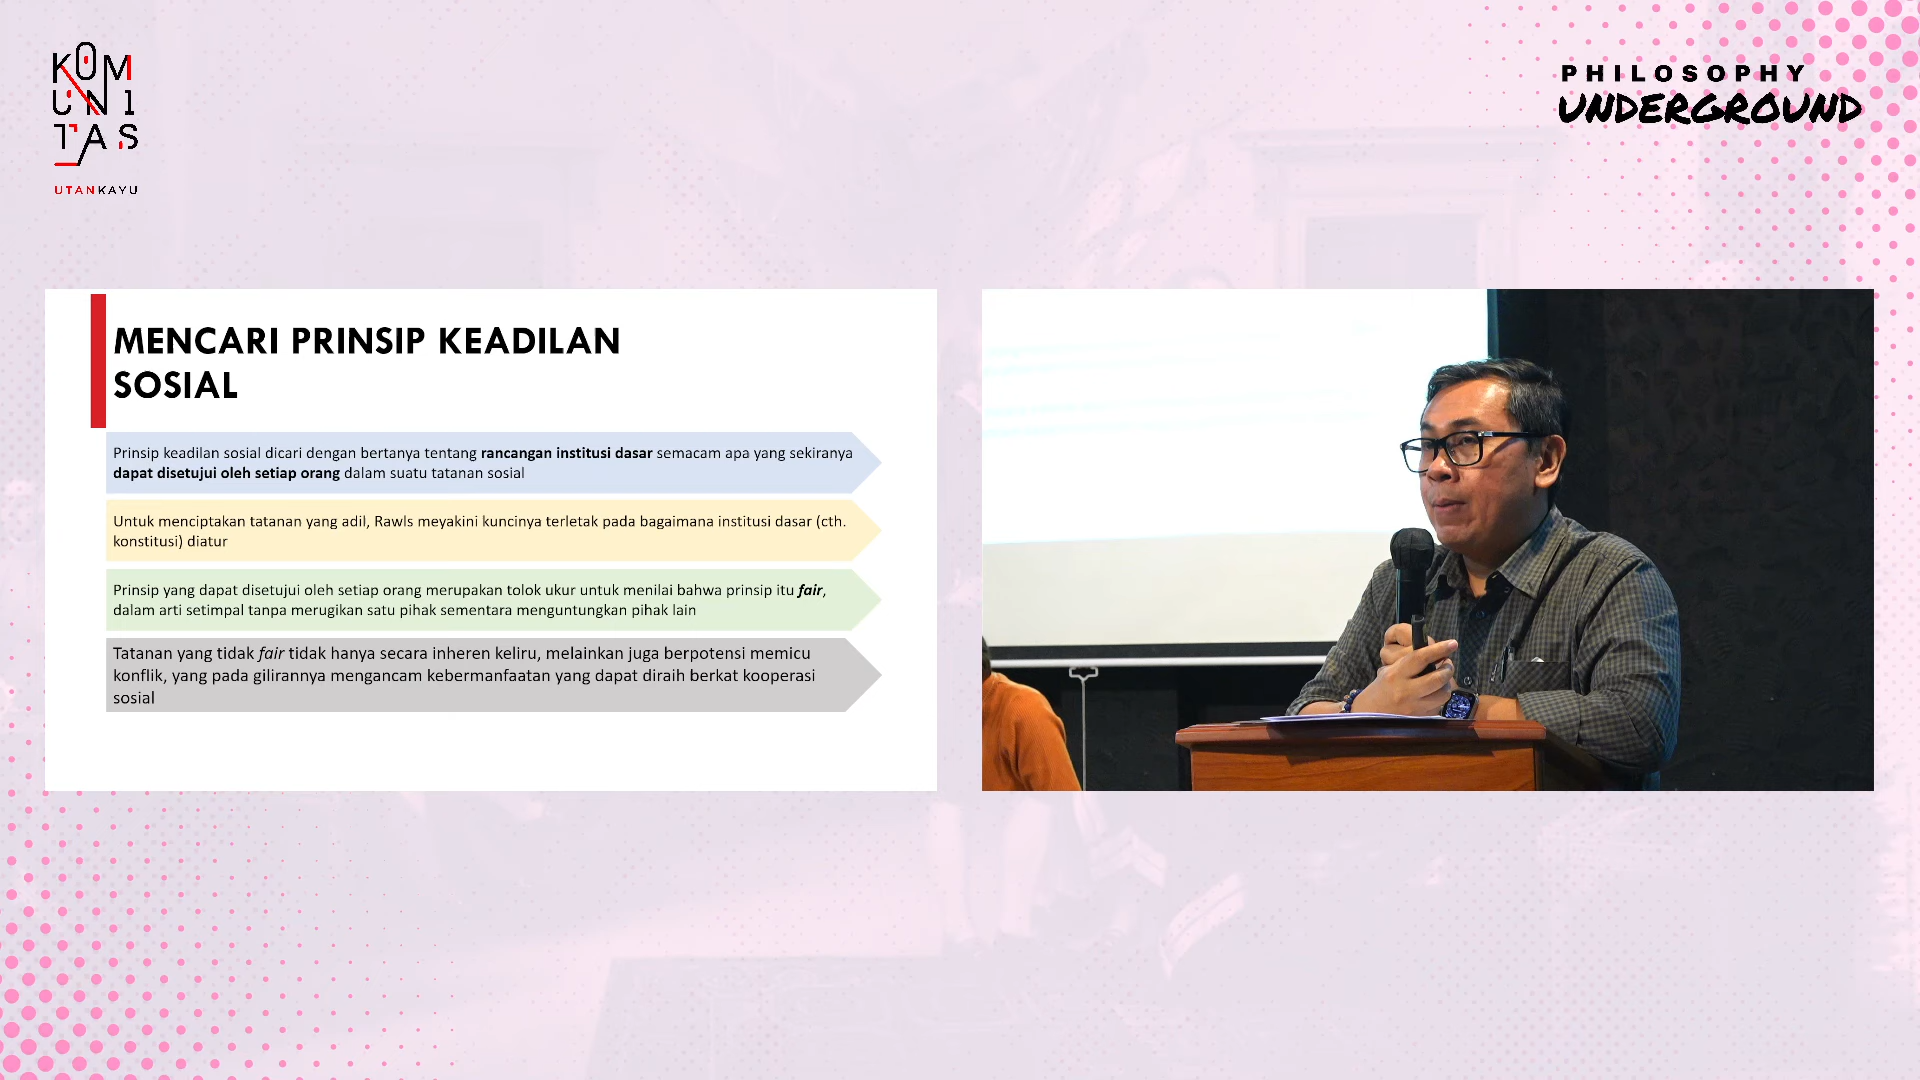 KOM
UNI
TAS
UTANKAYU
PHILOSOPHY
UNDERGROUND
MENCARI PRINSIP KEADILAN
SOSIAL
Prinsip keadilan sosial dicari dengan bertanya tentang rancangan institusi dasar semacam apa yang sekiranya
dapat disetujui oleh setiap orang dalam suatu tatanan sosial
Untuk menciptakan tatanan yang adil, Rawls meyakini kuncinya terletak pada bagaimana institusi dasar (cth.
konstitusi) diatur
Prinsip yang dapat disetujui oleh setiap orang merupakan tolok ukur untuk menilai bahwa prinsip itu fair,
dalam arti setimpal tanpa merugikan satu pihak sementara menguntungkan pihak lain
Tatanan yang tidak fair tidak hanya secara inheren keliru, melainkan juga berpotensi memicu
konflik, yang pada gilirannya mengancam kebermanfaatan yang dapat diraih berkat kooperasi
sosial